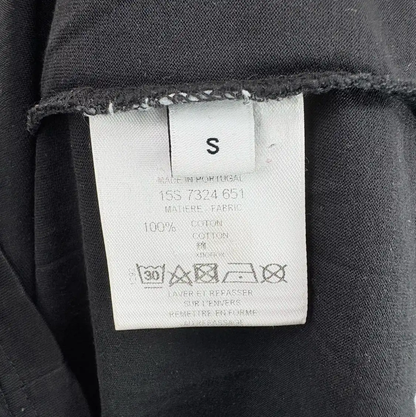 S
MADE IN PORTUGAL
15S 7324 651
MATIERE - FABRIC
100% COTON
COTTON
30
LAVER ET REPASSER
SUR L'ENVERS
REMETTRE EN FORME